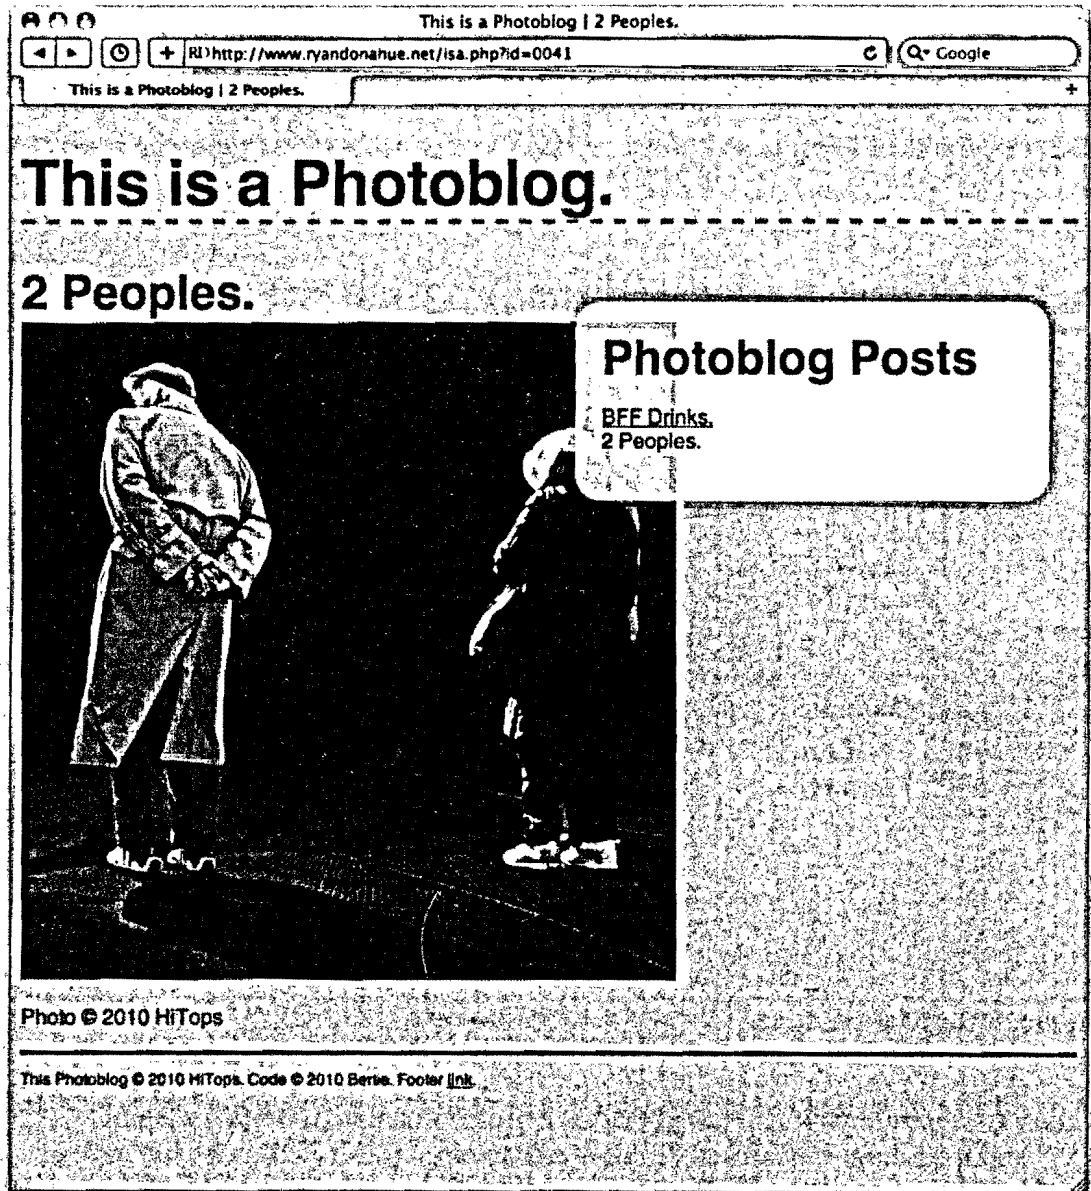 This is a Photoblog | 2 Peoples.
http://www.ryandonahue.net/isa.php?id=0041
Google
This is a Photoblog | 2 Peoples.
This is a Photoblog.
2 Peoples.
Photoblog Posts
BFF Drinks.
2 Peoples.
Photo © 2010 HiTops
This Photoblog © 2010 HiTops. Code © 2010 Footer link.